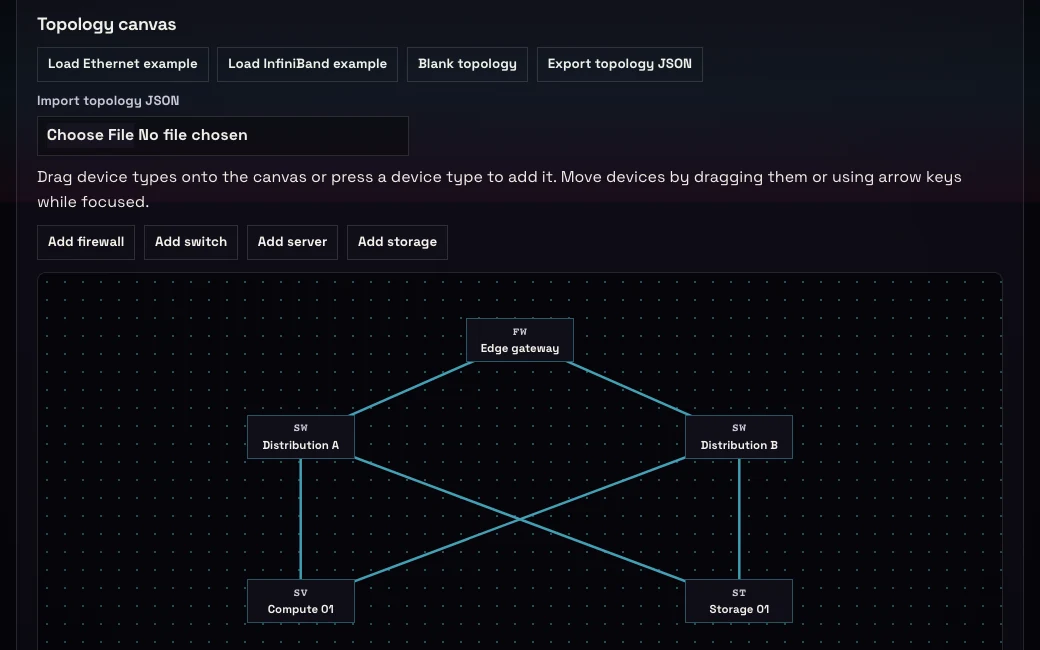 Topology canvas
Load Ethernet example
Load InfiniBand example
Blank topology
Export topology JSON
Import topology JSON
Choose File No file chosen
Drag device types onto the canvas or press a device type to add it. Move devices by dragging them or using arrow keys
while focused.
Add firewall
Add switch
Add server
Add storage
FW
Edge gateway
SW
Distribution A
SW
Distribution B
SV
Compute 01
ST
Storage 01